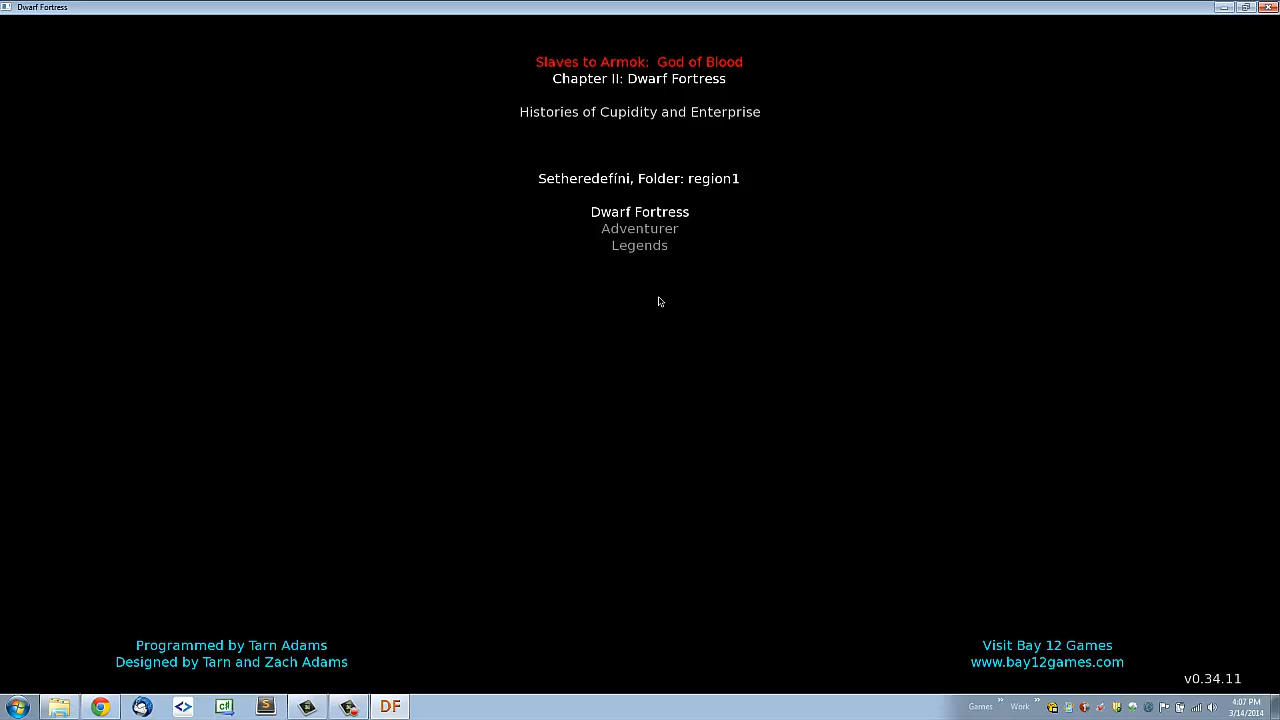 Dwarf Fortress
Slaves to Armok:  God of Blood
Chapter II: Dwarf Fortress
Histories of Cupidity and Enterprise
Setheredefíni, Folder: region1
Dwarf Fortress
Adventurer
Legends
Programmed by Tarn Adams
Designed by Tarn and Zach Adams
Visit Bay 12 Games
www.bay12games.com
v0.34.11
c#
S
DF
Games »
Work »
4:07 PM
3/14/2014